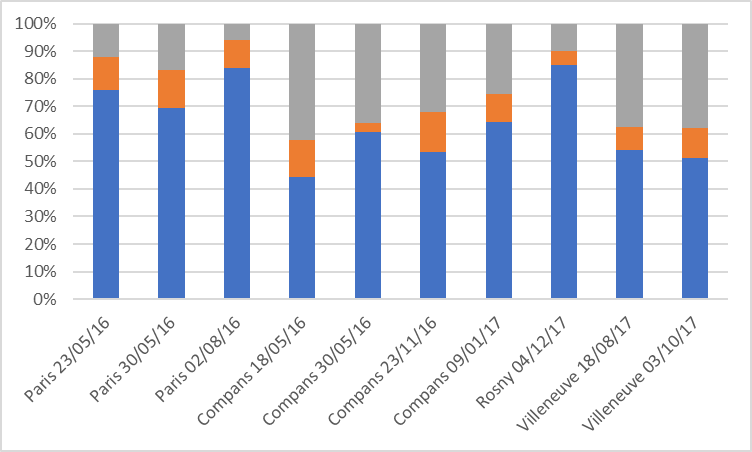 100%
90%
80%
70%
60%
50%
40%
30%
20%
10%
0%
Paris 23/05/16
Paris 30/05/16
Paris 02/08/16
Compans 18/05/16
Compans 30/05/16
Compans 23/11/16
Compans 09/01/17
Rosny 04/12/17
Villeneuve 18/08/17
Villeneuve 03/10/17